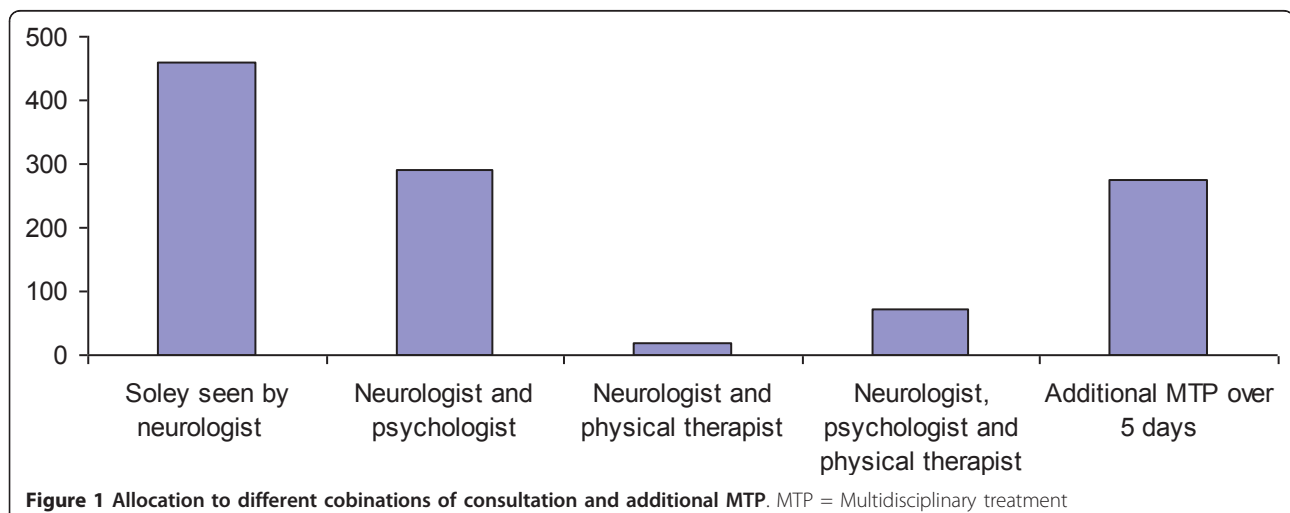 500
400
300
200
100
0
Soley seen by
neurologist
Neurologist and
psychologist
Neurologist and
physical therapist
Neurologist,
psychologist and
physical therapist
Additional MTP over
5 days
Figure 1 Allocation to different cobinations of consultation and additional MTP. MTP = Multidisciplinary treatment